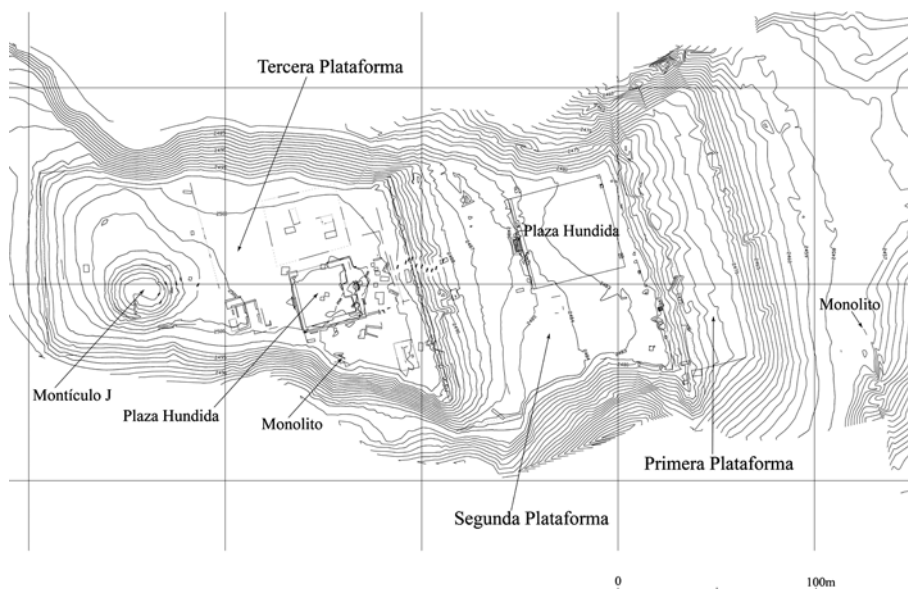 Tercera Plataforma
Plaza Hundida
Monolito
Montículo J
Plaza Hundida
Monolito
Primera Plataforma
Segunda Plataforma
0 100m